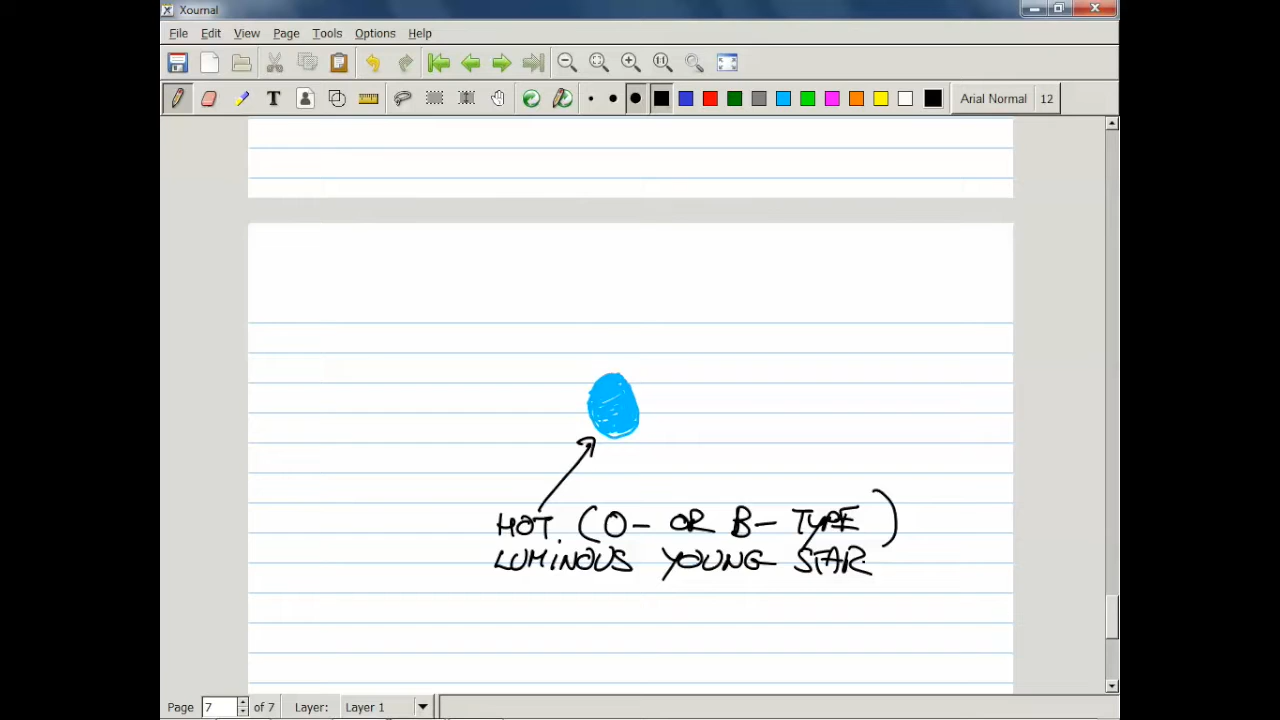 Xournal
File Edit View Page Tools Options Help
Arial Normal 12
HOT (O- OR B- TYPE)
LUMINOUS YOUNG STAR
Page 7 of 7 Layer: Layer 1